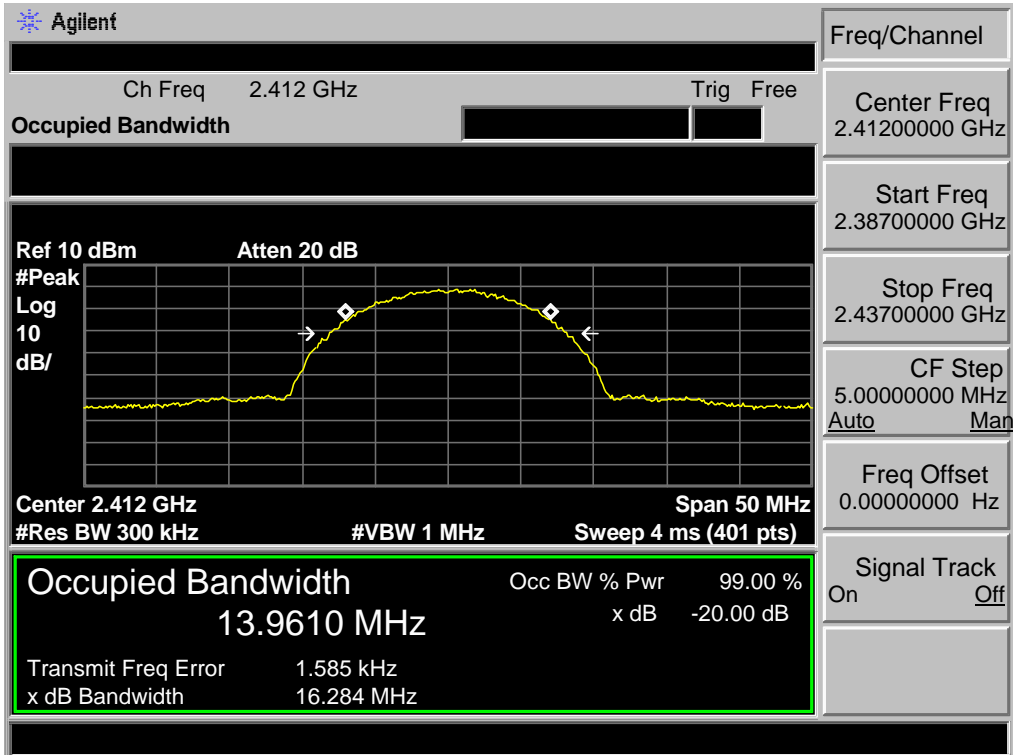 Agilent
Freq/Channel
Ch Freq 2.412 GHz Trig Free
Occupied Bandwidth
Center Freq
2.41200000 GHz
Start Freq
2.38700000 GHz
Stop Freq
2.43700000 GHz
CF Step
5.00000000 MHz
Auto Man
Freq Offset
0.00000000 Hz
Signal Track
On Off
Ref 10 dBm Atten 20 dB
#Peak
Log
10
dB/
Center 2.412 GHz Span 50 MHz
#Res BW 300 kHz #VBW 1 MHz Sweep 4 ms (401 pts)
Occupied Bandwidth Occ BW % Pwr 99.00 %
13.9610 MHz x dB -20.00 dB
Transmit Freq Error 1.585 kHz
x dB Bandwidth 16.284 MHz